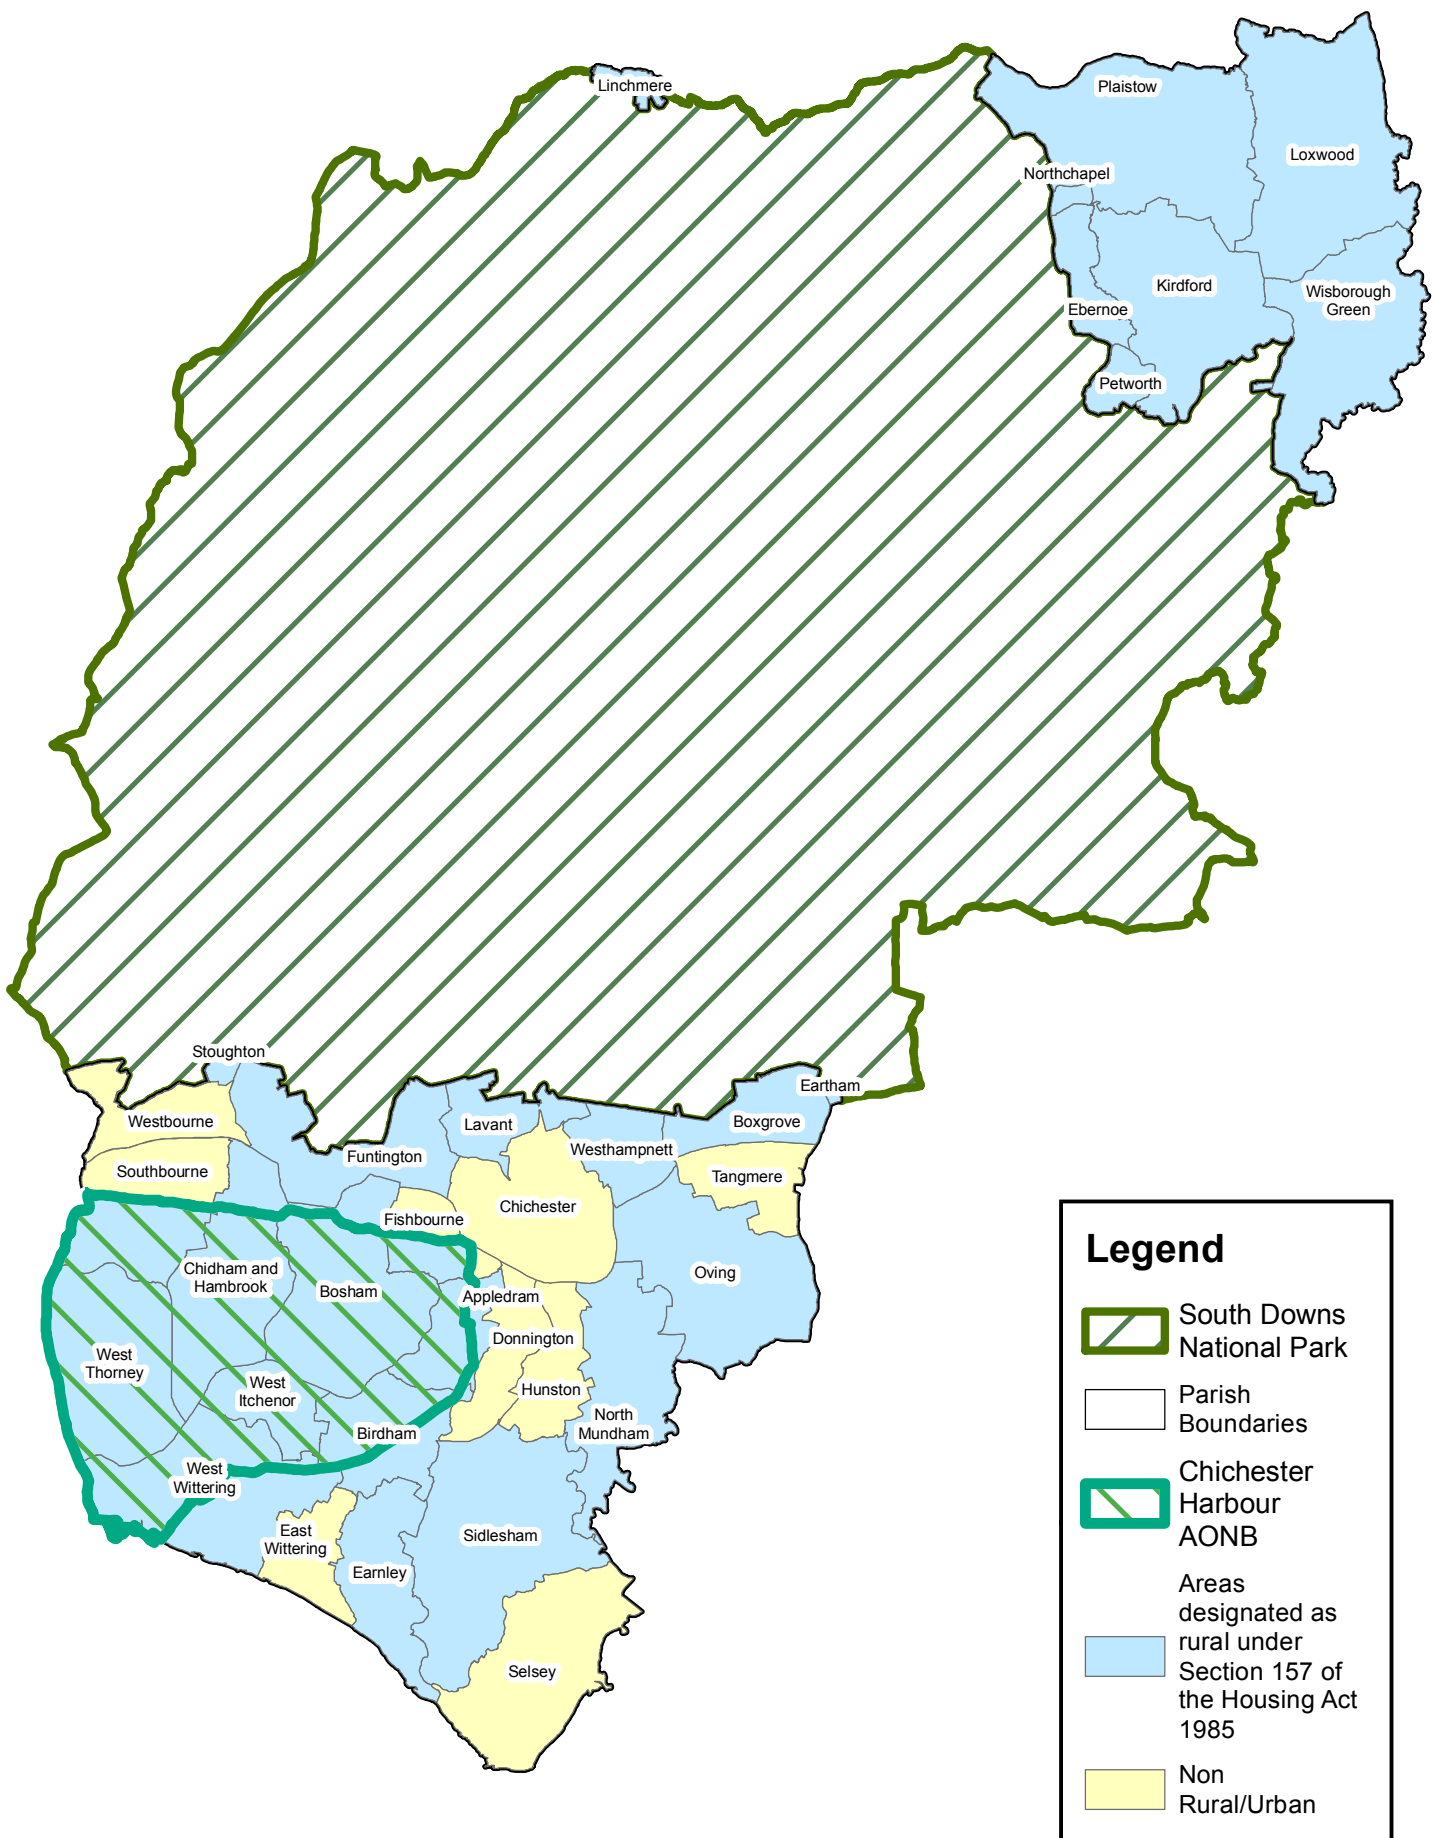 Linchmere
Plaistow
Loxwood
Northchapel
Kirdford
Wisborough
Green
Ebernoe
Petworth
Stoughton
Eartham
Westbourne
Lavant
Boxgrove
Funtington
Westhampnett
Southbourne
Tangmere
Chichester
Fishbourne
Chidham and
Hambrook
Bosham
Oving
Appledram
Donnington
West
Thorney
West
Itchenor
Hunston
North
Mundham
Birdham
West
Wittering
East
Wittering
Sidlesham
Earnley
Selsey
Legend
South Downs
National Park
Parish
Boundaries
Chichester
Harbour
AONB
Areas
designated as
rural under
Section 157 of
the Housing Act
1985
Non
Rural/Urban